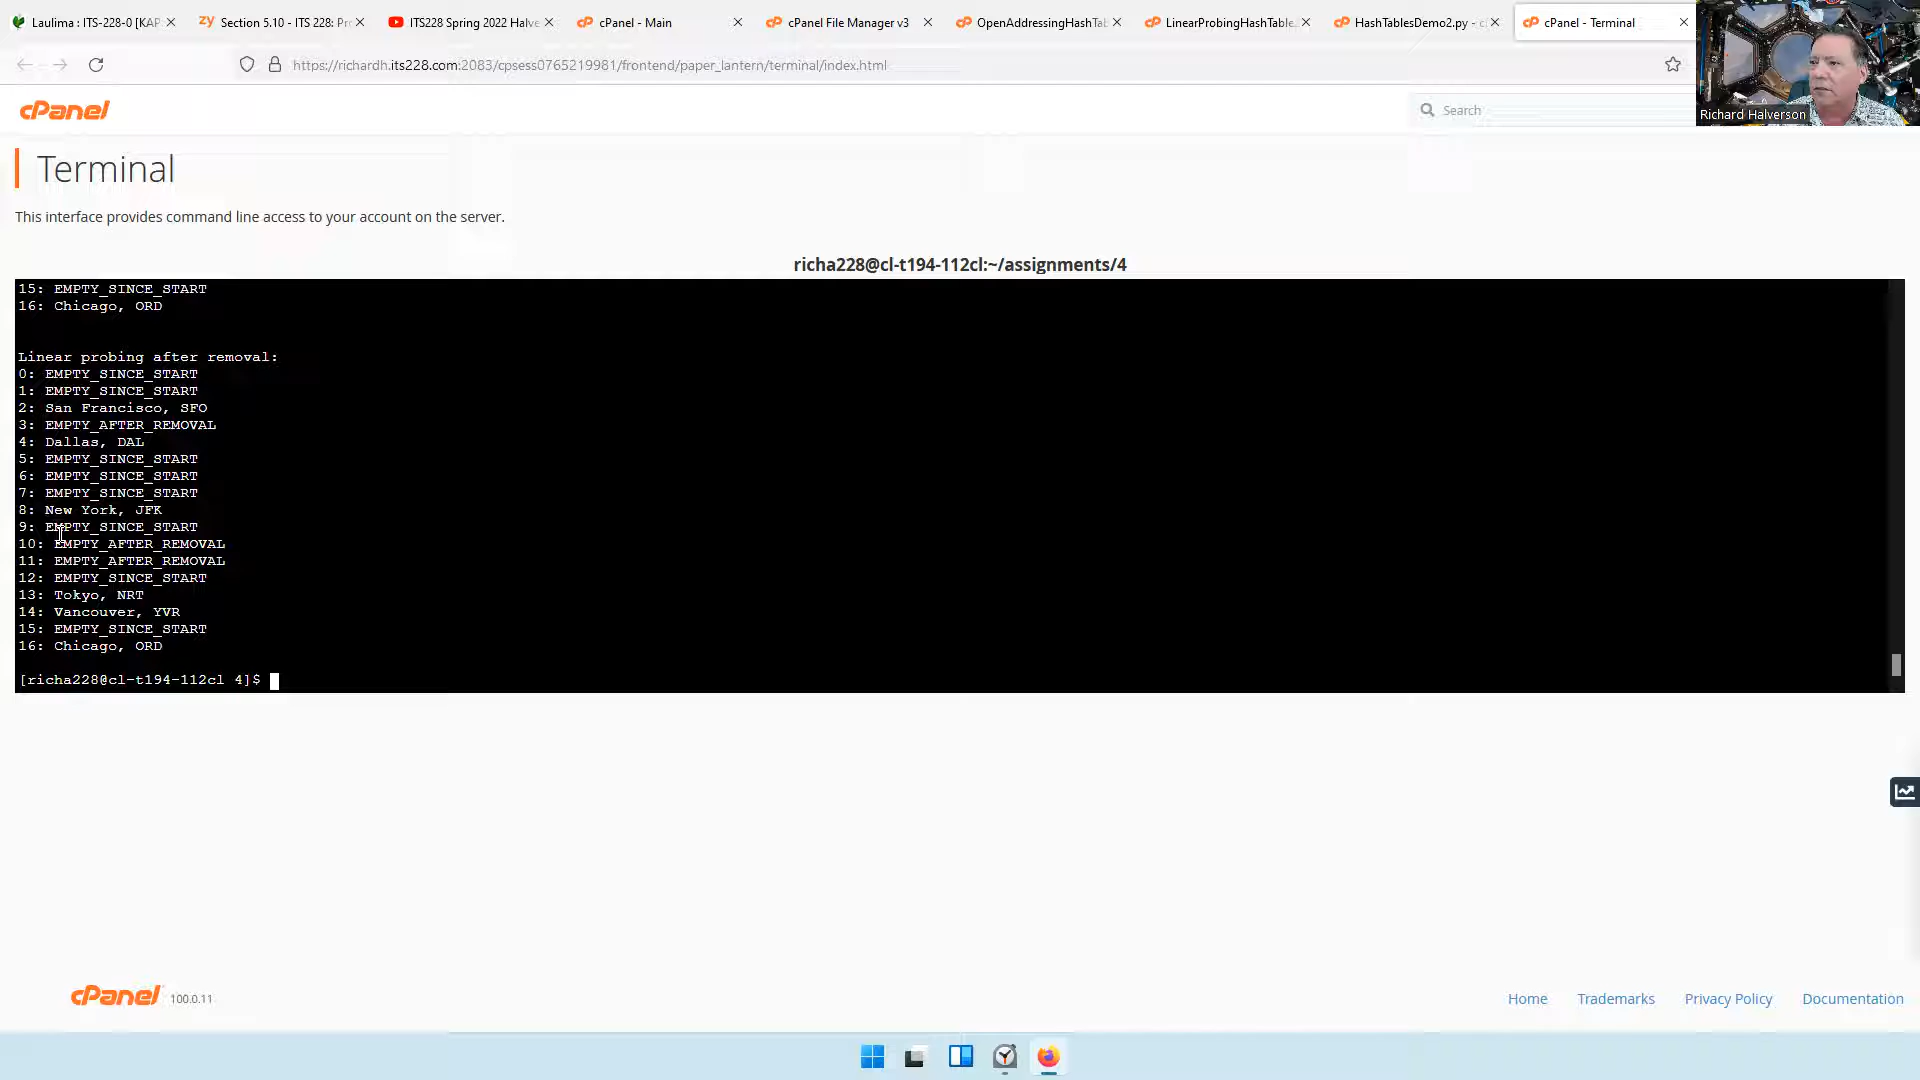 Laulima : ITS-228-0 [KAP
Section 5.10 - ITS 228: Pr
ITS228 Spring 2022 Halve
cPanel - Main
cPanel File Manager v3
OpenAddressingHashTab
LinearProbingHashTable.
HashTablesDemo2.py - c
cPanel - Terminal
https://richardh.its228.com:2083/cpsess0765219981/frontend/paper_lantern/terminal/index.html
cPanel
Search
Richard Halverson
Terminal
This interface provides command line access to your account on the server.
richa228@cl-t194-112cl:~/assignments/4
15: EMPTY_SINCE_START
16: Chicago, ORD
Linear probing after removal:
0: EMPTY_SINCE_START
1: EMPTY_SINCE_START
2: San Francisco, SFO
3: EMPTY_AFTER_REMOVAL
4: Dallas, DAL
5: EMPTY_SINCE_START
6: EMPTY_SINCE_START
7: EMPTY_SINCE_START
8: New York, JFK
9: EMPTY_SINCE_START
10: EMPTY_AFTER_REMOVAL
11: EMPTY_AFTER_REMOVAL
12: EMPTY_SINCE_START
13: Tokyo, NRT
14: Vancouver, YVR
15: EMPTY_SINCE_START
16: Chicago, ORD
[richa228@cl-t194-112cl 4]$
cPanel 100.0.11
Home Trademarks Privacy Policy Documentation